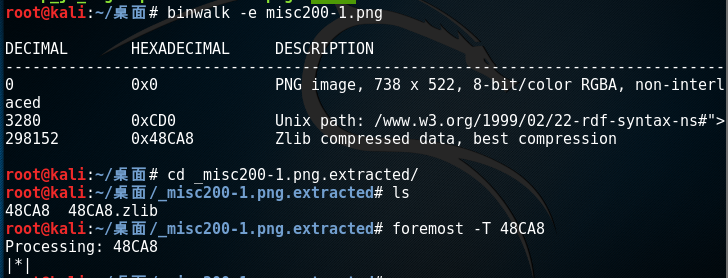 root@kali:~/桌面# binwalk -e misc200-1.png
DECIMAL       HEXADECIMAL     DESCRIPTION
--------------------------------------------------------------------------------
0             0x0             PNG image, 738 x 522, 8-bit/color RGBA, non-interl
aced
3280          0xCD0           Unix path: /www.w3.org/1999/02/22-rdf-syntax-ns#">
298152        0x48CA8         Zlib compressed data, best compression
root@kali:~/桌面# cd _misc200-1.png.extracted/
root@kali:~/桌面/_misc200-1.png.extracted# ls
48CA8  48CA8.zlib
root@kali:~/桌面/_misc200-1.png.extracted# foremost -T 48CA8
Processing: 48CA8
|*|